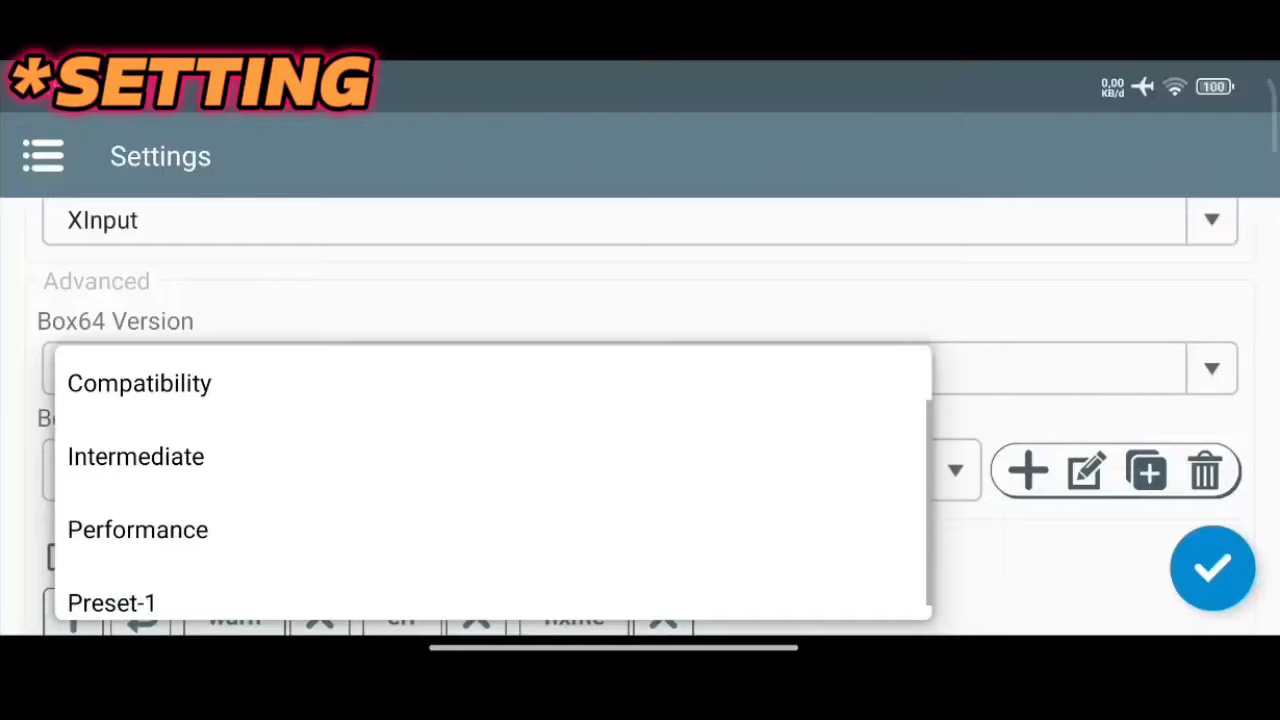 *SETTING
0,00
KB/d
100
Settings
XInput
Advanced
Box64 Version
Compatibility
Intermediate
Performance
Preset-1